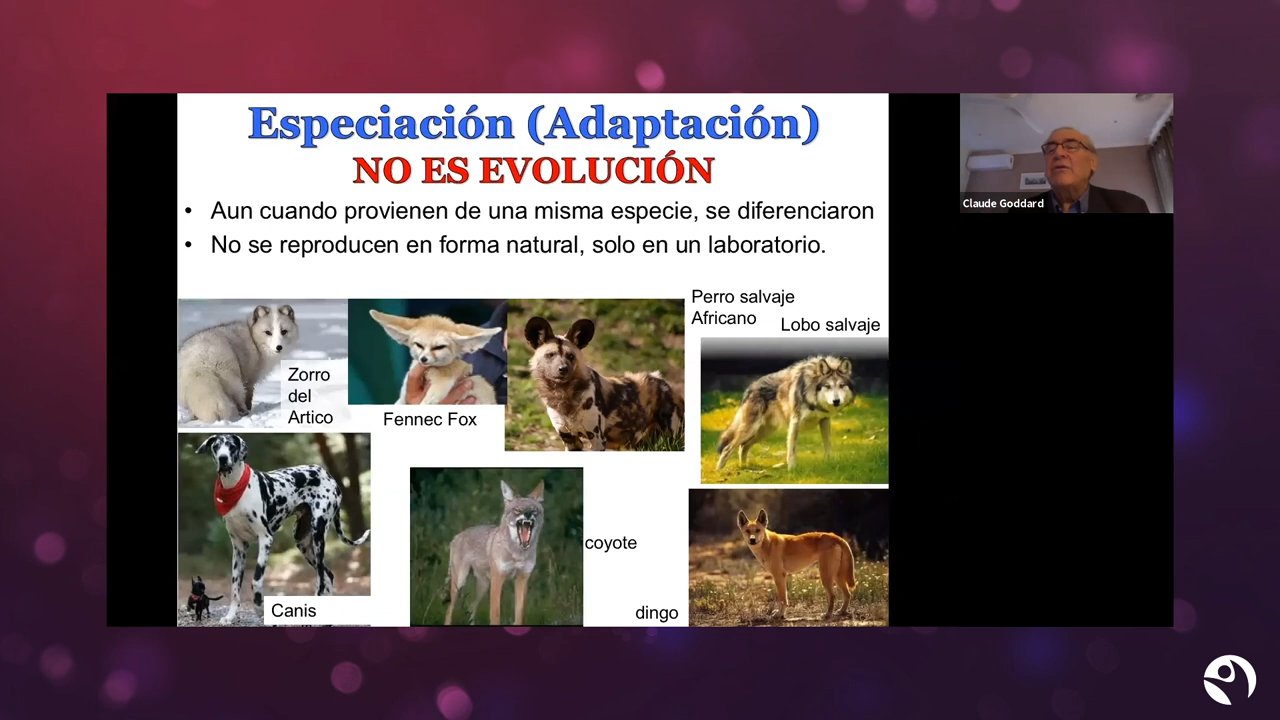 Especiación (Adaptación)
NO ES EVOLUCIÓN
• Aun cuando provienen de una misma especie, se diferenciaron
• No se reproducen en forma natural, solo en un laboratorio.
Perro salvaje
Africano
Lobo salvaje
Zorro
del
Artico
Fennec Fox
coyote
Canis
dingo
Claude Goddard